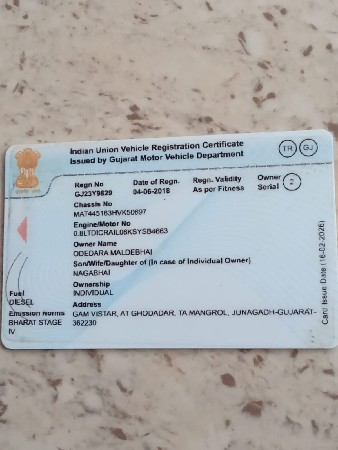 Indian Union Vehicle Registration Certificate
Issued by Gujarat Motor Vehicle Department
TR GJ
Regn No Date of Regn. Regn. Validity Owner
GJ23Y9829 04-06-2018 As per Fitness Serial 2
Chassis No
MAT445163HVK50697
Engine/Motor No
0.8LTDICRAIL06KSYSB4663
Owner Name
ODEDARA MALDEBHAI
Son/Wife/Daughter of (In case of Individual Owner)
NAGABHAI
Ownership
INDIVIDUAL
Fuel
DIESEL
Address
Emission Norms GAM VISTAR, AT GHODADAR, TA MANGROL, JUNAGADH-GUJARAT-
BHARAT STAGE 362230
IV
Card Issue Date (16-02-2026)